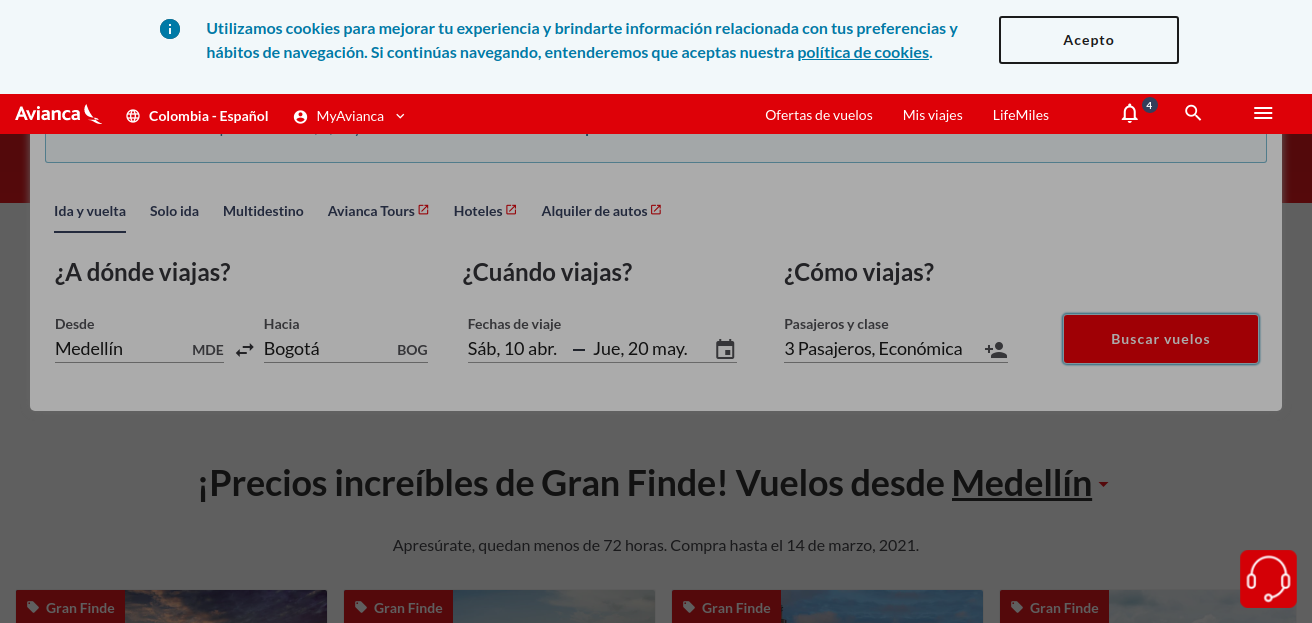 Utilizamos cookies para mejorar tu experiencia y brindarte información relacionada con tus preferencias y
hábitos de navegación. Si continúas navegando, entenderemos que aceptas nuestra política de cookies.
Acepto
Avianca
Colombia - Español
MyAvianca
Ofertas de vuelos
Mis viajes
LifeMiles
4
Ida y vuelta
Solo ida
Multidestino
Avianca Tours
Hoteles
Alquiler de autos
¿A dónde viajas?
¿Cuándo viajas?
¿Cómo viajas?
Desde
Hacia
Fechas de viaje
Pasajeros y clase
Medellín MDE
Bogotá BOG
Sáb, 10 abr. — Jue, 20 may.
3 Pasajeros, Económica
Buscar vuelos
¡Precios increíbles de Gran Finde! Vuelos desde Medellín
Apresúrate, quedan menos de 72 horas. Compra hasta el 14 de marzo, 2021.
Gran Finde
Gran Finde
Gran Finde
Gran Finde